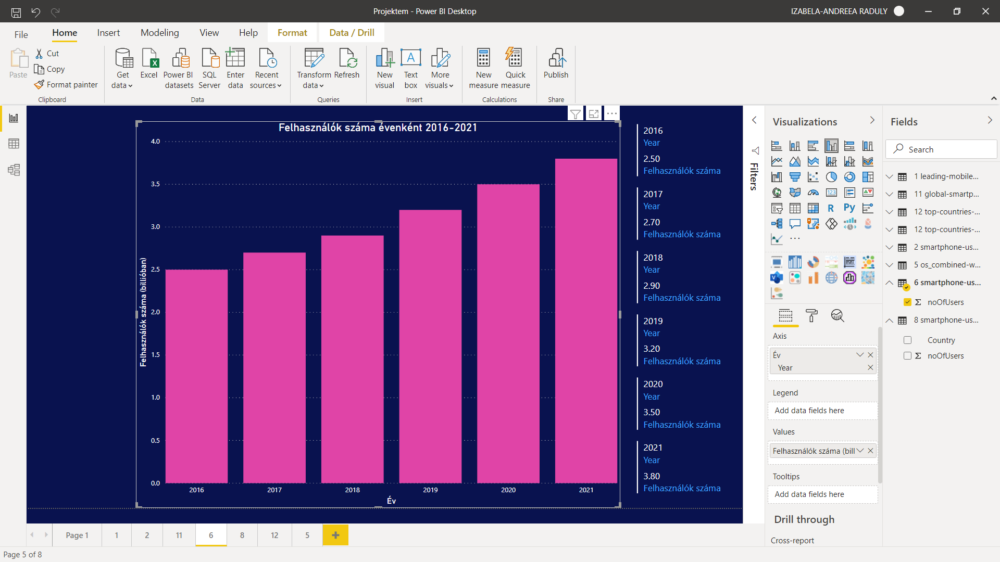 Projektem - Power BI Desktop
IZABELA-ANDREEA RADULY
File
Home
Insert
Modeling
View
Help
Format
Data / Drill
Paste
Cut
Copy
Format painter
Clipboard
Get data
Excel
Power BI datasets
SQL Server
Enter data
Recent sources
Data
Transform data
Refresh
Queries
New visual
Text box
More visuals
Insert
New measure
Quick measure
Calculations
Publish
Share
Felhasználók száma évenként 2016-2021
Felhasználók száma (billióban)
4.0
3.5
3.0
2.5
2.0
1.5
1.0
0.5
0.0
2016
2017
2018
2019
2020
2021
Év
2016
Year
2.50
Felhasználók száma
2017
Year
2.70
Felhasználók száma
2018
Year
2.90
Felhasználók száma
2019
Year
3.20
Felhasználók száma
2020
Year
3.50
Felhasználók száma
2021
Year
3.80
Felhasználók száma
Filters
Visualizations
123
R
Py
Axis
Év
Year
Legend
Add data fields here
Values
Felhasználók száma (bill
Tooltips
Add data fields here
Drill through
Cross-report
Fields
Search
1 leading-mobile...
11 global-smartp...
12 top-countries-...
12 top-countries-...
2 smartphone-us...
5 os_combined-w...
6 smartphone-us...
noOfUsers
8 smartphone-us...
Country
noOfUsers
Page 1
1
2
11
6
8
12
5
Page 5 of 8